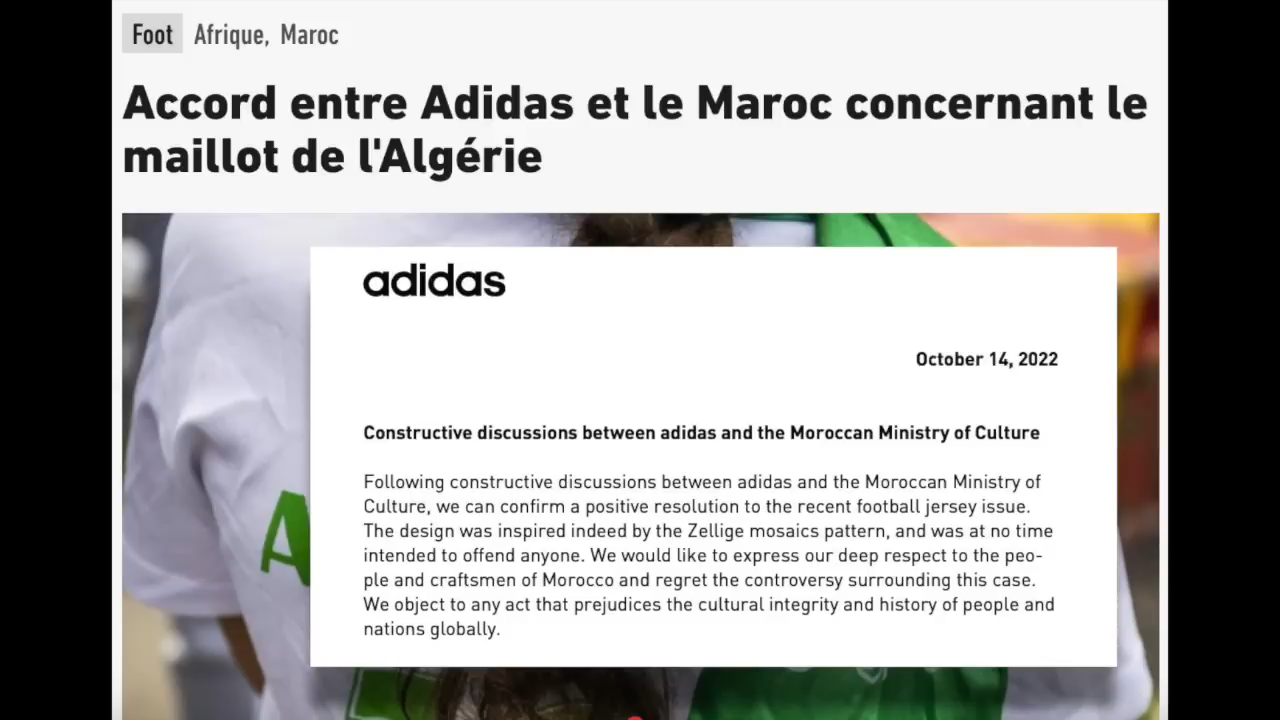 Foot Afrique, Maroc
Accord entre Adidas et le Maroc concernant le
maillot de l'Algérie
adidas
October 14, 2022
Constructive discussions between adidas and the Moroccan Ministry of Culture
Following constructive discussions between adidas and the Moroccan Ministry of
Culture, we can confirm a positive resolution to the recent football jersey issue.
The design was inspired indeed by the Zellige mosaics pattern, and was at no time
intended to offend anyone. We would like to express our deep respect to the peo-
ple and craftsmen of Morocco and regret the controversy surrounding this case.
We object to any act that prejudices the cultural integrity and history of people and
nations globally.
A